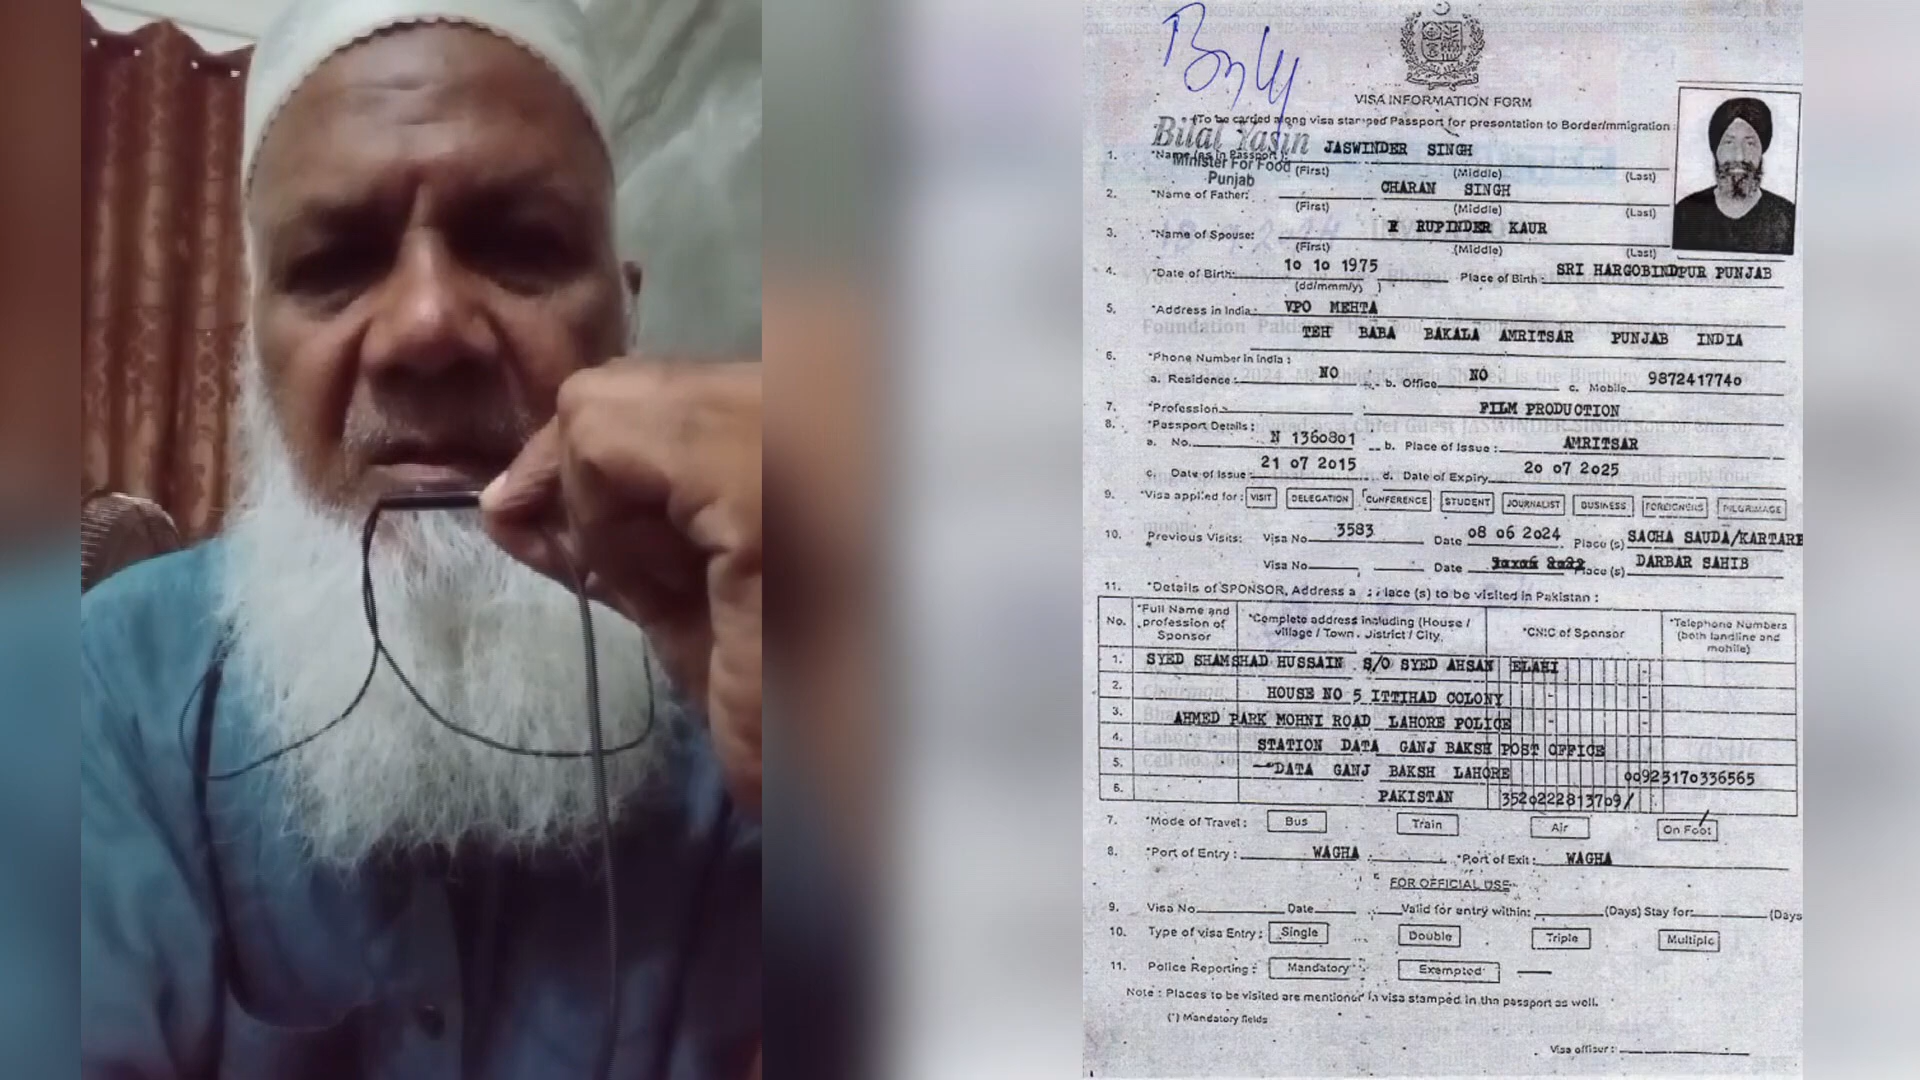 Bilal Yasin
Minister For Food
Punjab
VISA INFORMATION FORM
(To be carried along visa stamped Passport for presentation to Border/mmigration
1. *Name (as in Passport): JASWINDER SINGH
(First) (Middle) (Last)
2. *Name of Father: CHARAN SINGH
(First) (Middle) (Last)
3. *Name of Spouse: RUPINDER KAUR
(First) (Middle) (Last)
4. *Date of Birth: 10 10 1975 Place of Birth: SRI HARGOBINDPUR PUNJAB
(dd/mmm/y)
5. *Address in India: VPO MEHTA
TEH BABA BAKALA AMRITSAR PUNJAB INDIA
6. *Phone Number in india :
a. Residence: NO b. Office NO c. Mobile 9872417740
7. *Profession FILM PRODUCTION
8. *Passport Details:
a. No. N 1360801 b. Place of Issue: AMRITSAR
c. Date of Issue: 21 07 2015 d. Date of Expiry 20 07 2025
9. *Visa applied for: VISIT DELEGATION CONFERENCE STUDENT JOURNALIST BUSINESS FOREIGNERS PILGRIMAGE
10. Previous Visits: Visa No 3583 Date 08 06 2024 Place (s) SACHA SAUDA/KARTARE
Visa No Date Place (s) DARBAR SAHIB
11. *Details of SPONSOR, Address a place (s) to be visited in Pakistan :
No. *Full Name and profession of Sponsor *Complete address including (House / village / Town. District / City, *CNIC of Sponsor *Telephone Numbers (both landline and mobile)
1. SYED SHAMSHAD HUSSAIN S/O SYED AHSAN ELAHI
2. HOUSE NO 5 ITTIHAD COLONY
3. AHMED PARK MOHNI ROAD LAHORE POLICE
4. STATION DATA GANJ BAKSH POST OFFICE
5. DATA GANJ BAKSH LAHORE 00923170336565
6. PAKISTAN 3520222813709/
7. *Mode of Travel: Bus Train Air On Foot
8. *Port of Entry: WAGHA *Port of Exit: WAGHA
FOR OFFICIAL USE
9. Visa No. Date Valid for entry within: (Days) Stay for: (Days
10. Type of visa Entry: Single Double Triple Multiple
11. Police Reporting: Mandatory Exempted
Note : Places to be visited are mentioned in visa stamped in the passport as well.
(*) Mandatory fields
Visa officer: